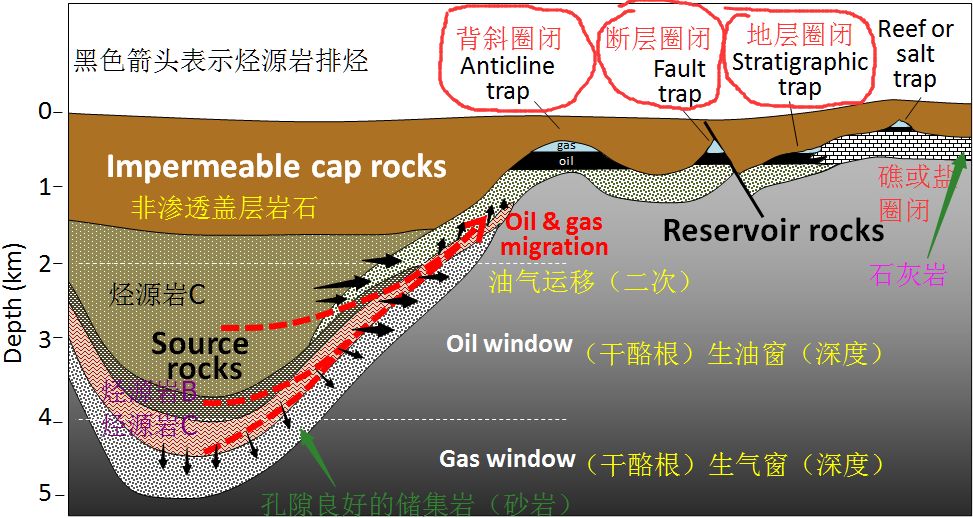 黑色箭头表示烃源岩排烃
背斜圈闭
Anticline
trap
断层圈闭
Fault
trap
地层圈闭
Stratigraphic
trap
Reef or
salt
trap
0
1
2
3
4
5
Depth (km)
gas
oil
Impermeable cap rocks
非渗透盖层岩石
Oil & gas
migration
油气运移（二次）
Reservoir rocks
礁或盐
圈闭
石灰岩
烃源岩C
Source
rocks
烃源岩B
烃源岩C
Oil window（干酪根）生油窗（深度）
Gas window（干酪根）生气窗（深度）
孔隙良好的储集岩（砂岩）